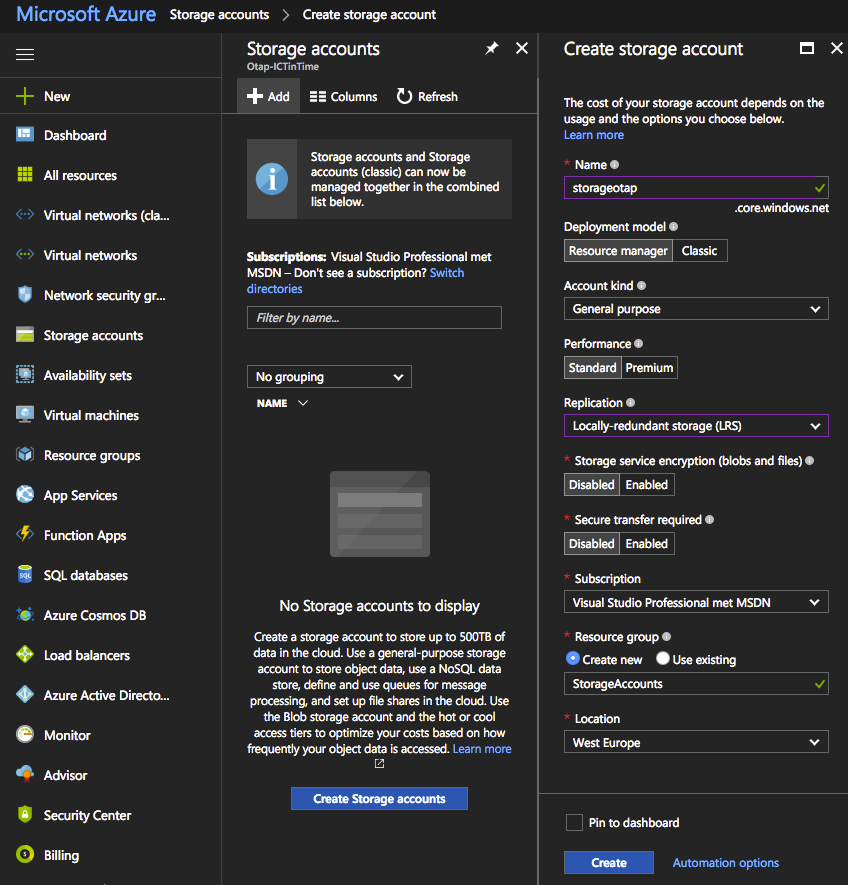 Microsoft Azure Storage accounts > Create storage account
New
Dashboard
All resources
Virtual networks (cla...
Virtual networks
Network security gr...
Storage accounts
Availability sets
Virtual machines
Resource groups
App Services
Function Apps
SQL databases
Azure Cosmos DB
Load balancers
Azure Active Directo...
Monitor
Advisor
Security Center
Billing
Storage accounts
Otap-ICTinTime
Add Columns Refresh
Storage accounts and Storage
accounts (classic) can now be
managed together in the combined
list below.
Subscriptions: Visual Studio Professional met
MSDN – Don't see a subscription? Switch
directories
Filter by name...
No grouping
NAME
No Storage accounts to display
Create a storage account to store up to 500TB of
data in the cloud. Use a general-purpose storage
account to store object data, use a NoSQL data
store, define and use queues for message
processing, and set up file shares in the cloud. Use
the Blob storage account and the hot or cool
access tiers to optimize your costs based on how
frequently your object data is accessed. Learn more
Create Storage accounts
Create storage account
The cost of your storage account depends on the
usage and the options you choose below.
Learn more
* Name
storageotap
.core.windows.net
Deployment model
Resource manager Classic
Account kind
General purpose
Performance
Standard Premium
Replication
Locally-redundant storage (LRS)
* Storage service encryption (blobs and files)
Disabled Enabled
* Secure transfer required
Disabled Enabled
* Subscription
Visual Studio Professional met MSDN
* Resource group
Create new Use existing
StorageAccounts
* Location
West Europe
Pin to dashboard
Create Automation options